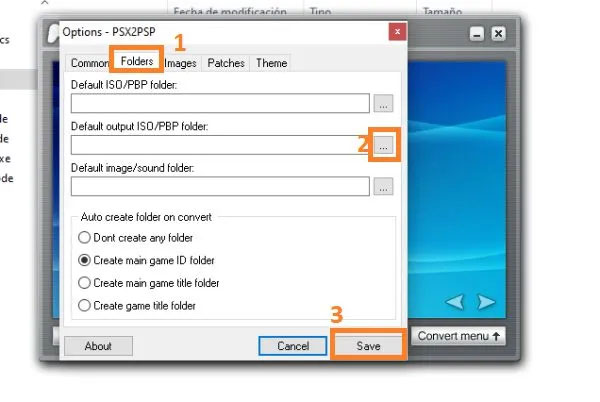 Fecha de modificación Tipo Tamaño
cs
Options - PSX2PSP
1
Common Folders Images Patches Theme
Default ISO/PBP folder:
...
Default output ISO/PBP folder:
2 ...
Default image/sound folder:
...
Auto create folder on convert
Dont create any folder
Create main game ID folder
Create main game title folder
Create game title folder
de
de
xe
ode
3
About Cancel Save
Convert menu